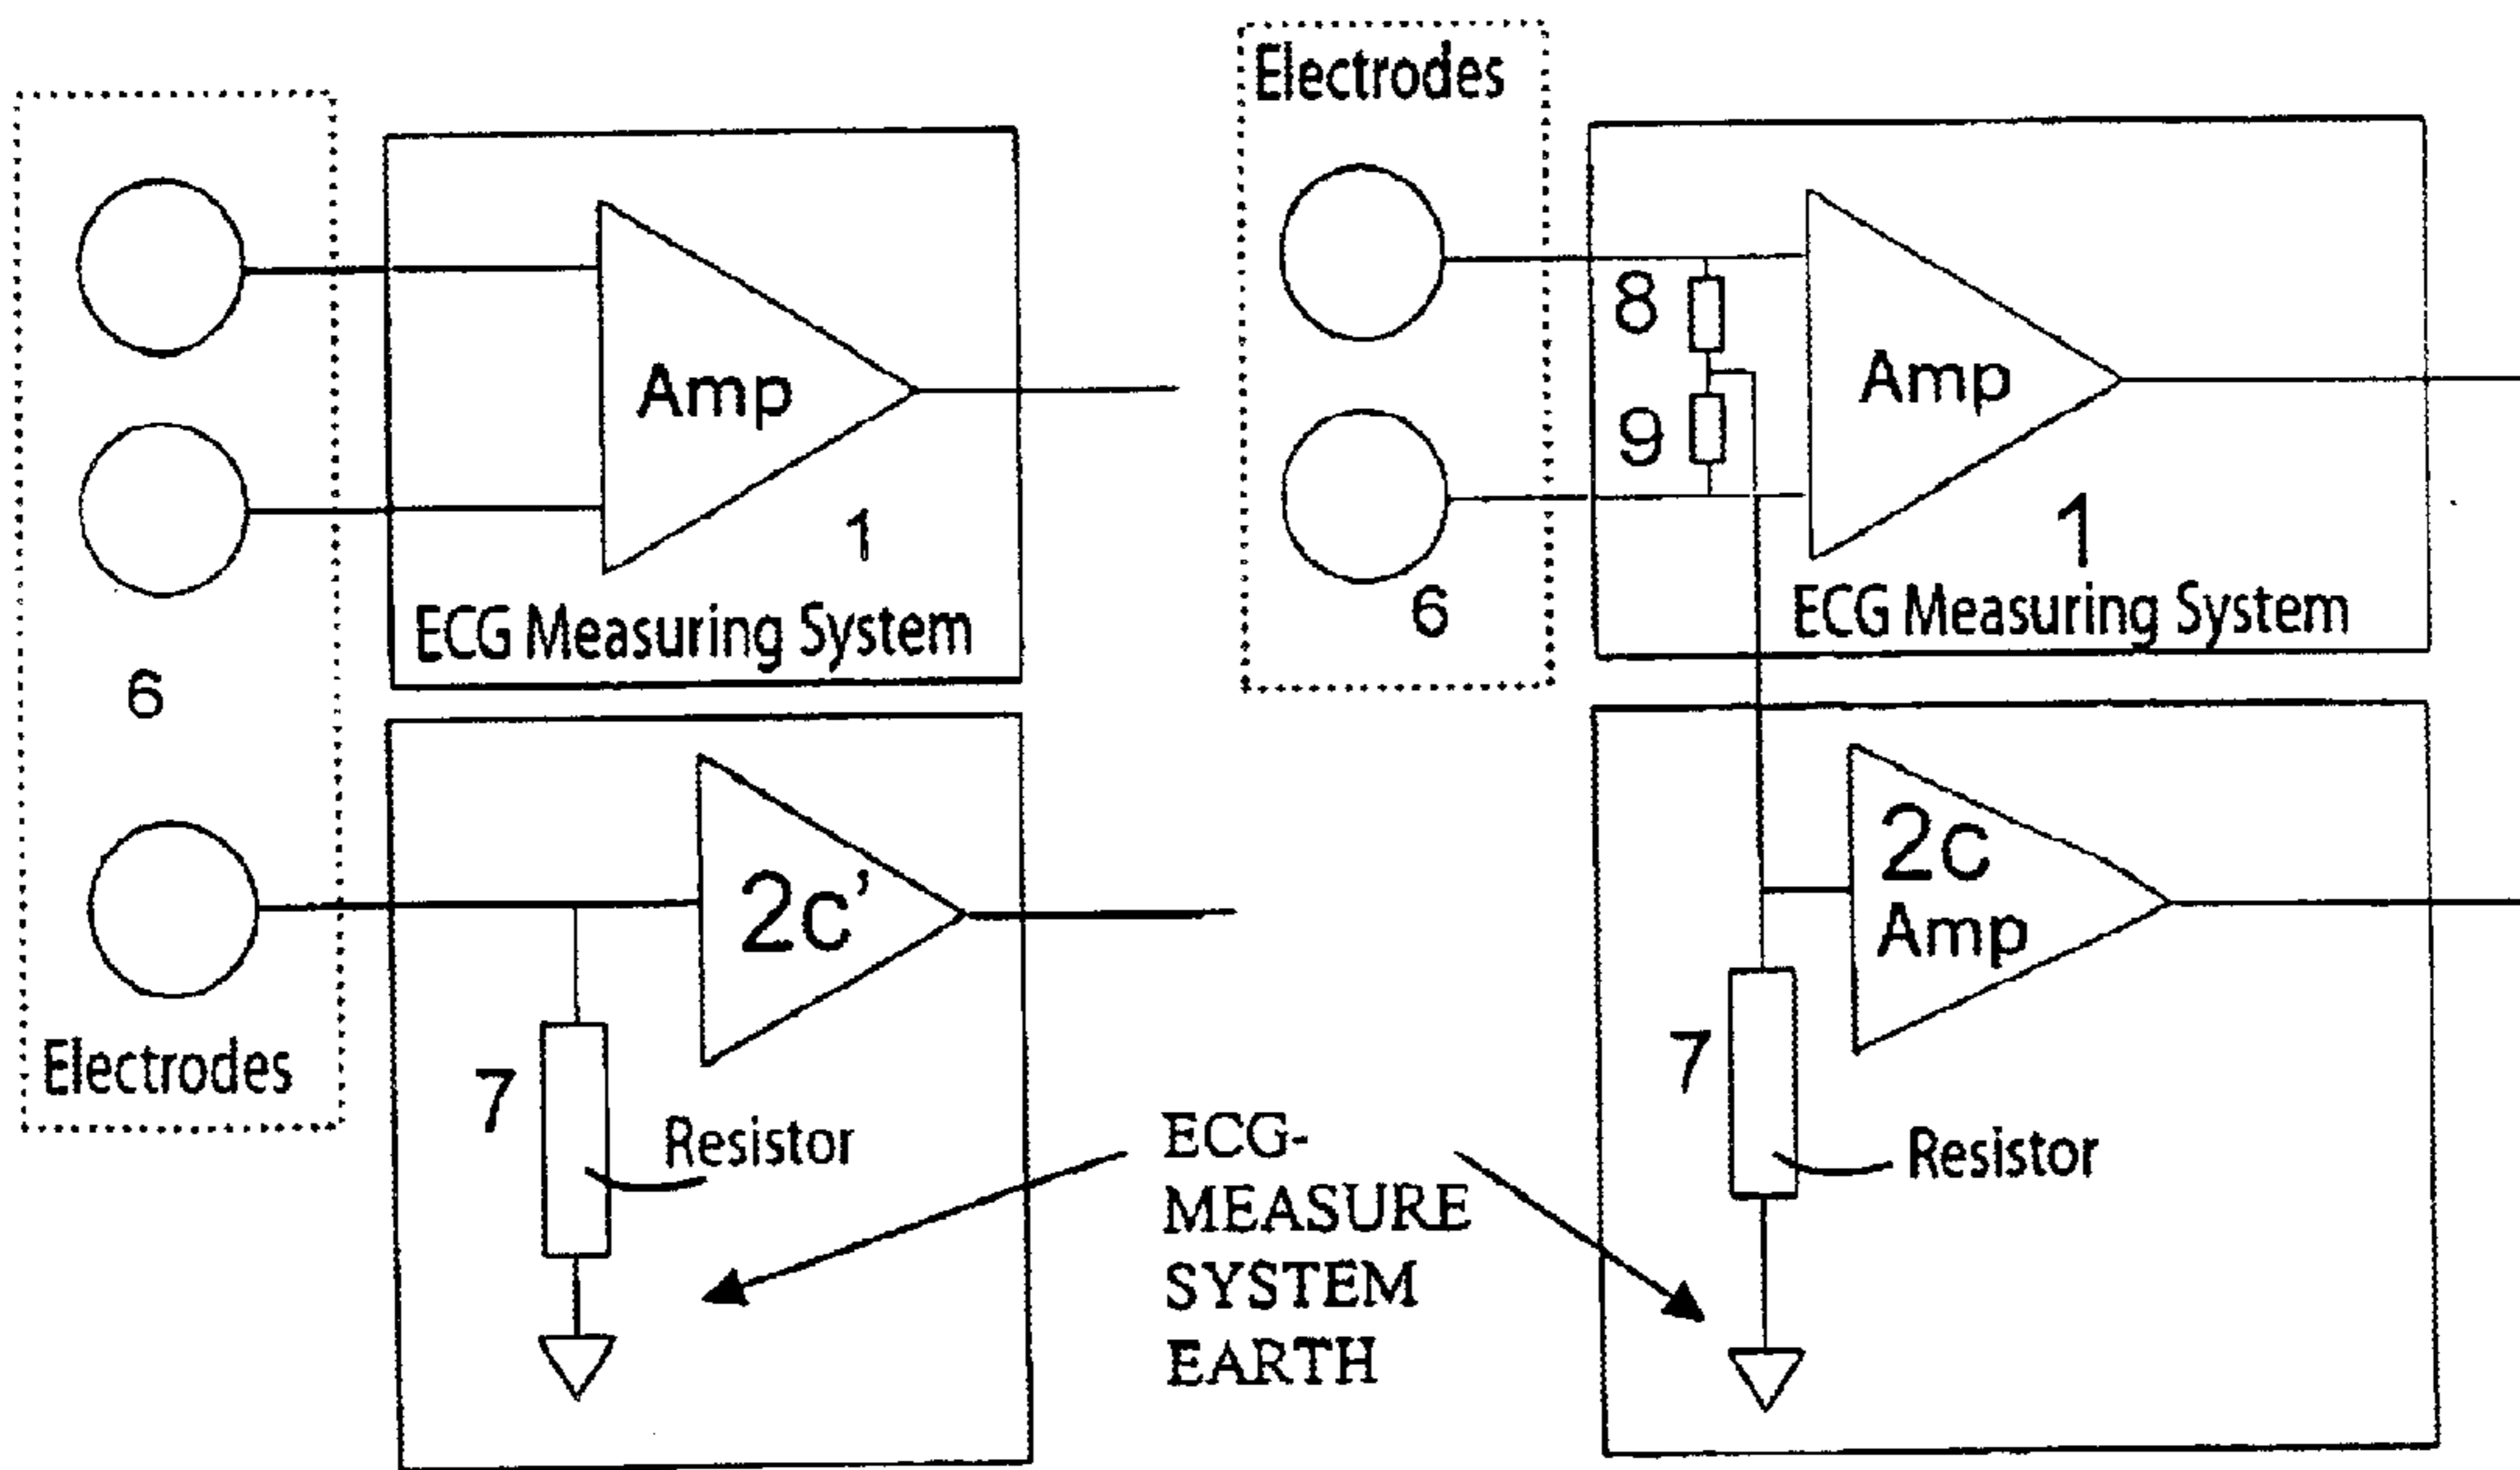 Amp
1
ECG Measuring System
6
2c'
Electrodes
7
Resistor
ECG-
MEASURE
SYSTEM
EARTH
Electrodes
8
9
Amp
1
6
ECG Measuring System
2c
Amp
7
Resistor